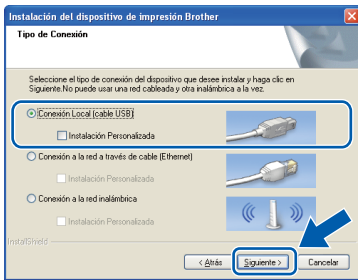 Instalación del dispositivo de impresión Brother
Tipo de Conexión
Seleccione el tipo de conexión del dispositivo que desee instalar y haga clic en
Siguiente.No puede usar una red cableada y otra inalámbrica a la vez.
Conexión Local (cable USB)
Instalación Personalizada
Conexión a la red a través de cable (Ethernet)
Instalación Personalizada
Conexión a la red inalámbrica
Instalación Personalizada
InstallShield
< Atrás
Siguiente >
Cancelar